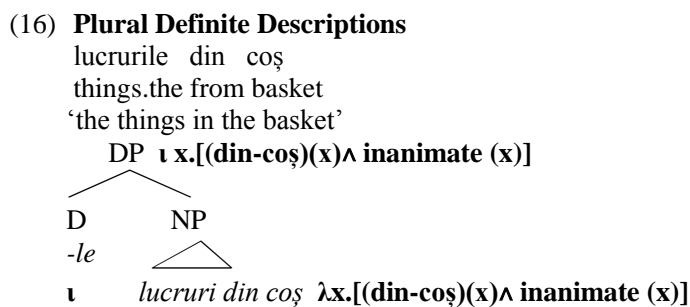 (16) Plural Definite Descriptions
lucrurile din coș
things.the from basket
‘the things in the basket’
DP ι x.[(din-coș)(x)∧ inanimate (x)]
D NP
-le
ι lucruri din coș λx.[(din-coș)(x)∧ inanimate (x)]